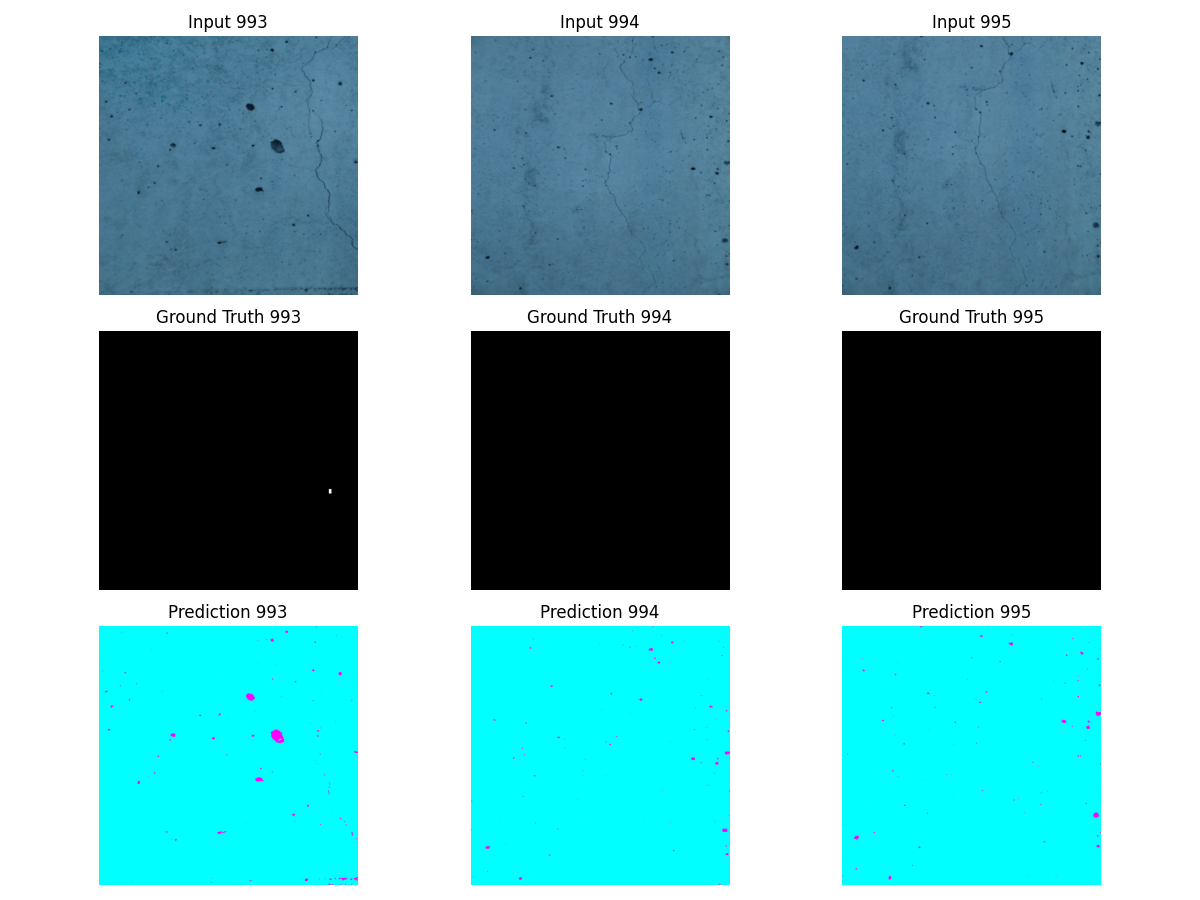 Input 993
Input 994
Input 995
Ground Truth 993
Ground Truth 994
Ground Truth 995
Prediction 993
Prediction 994
Prediction 995